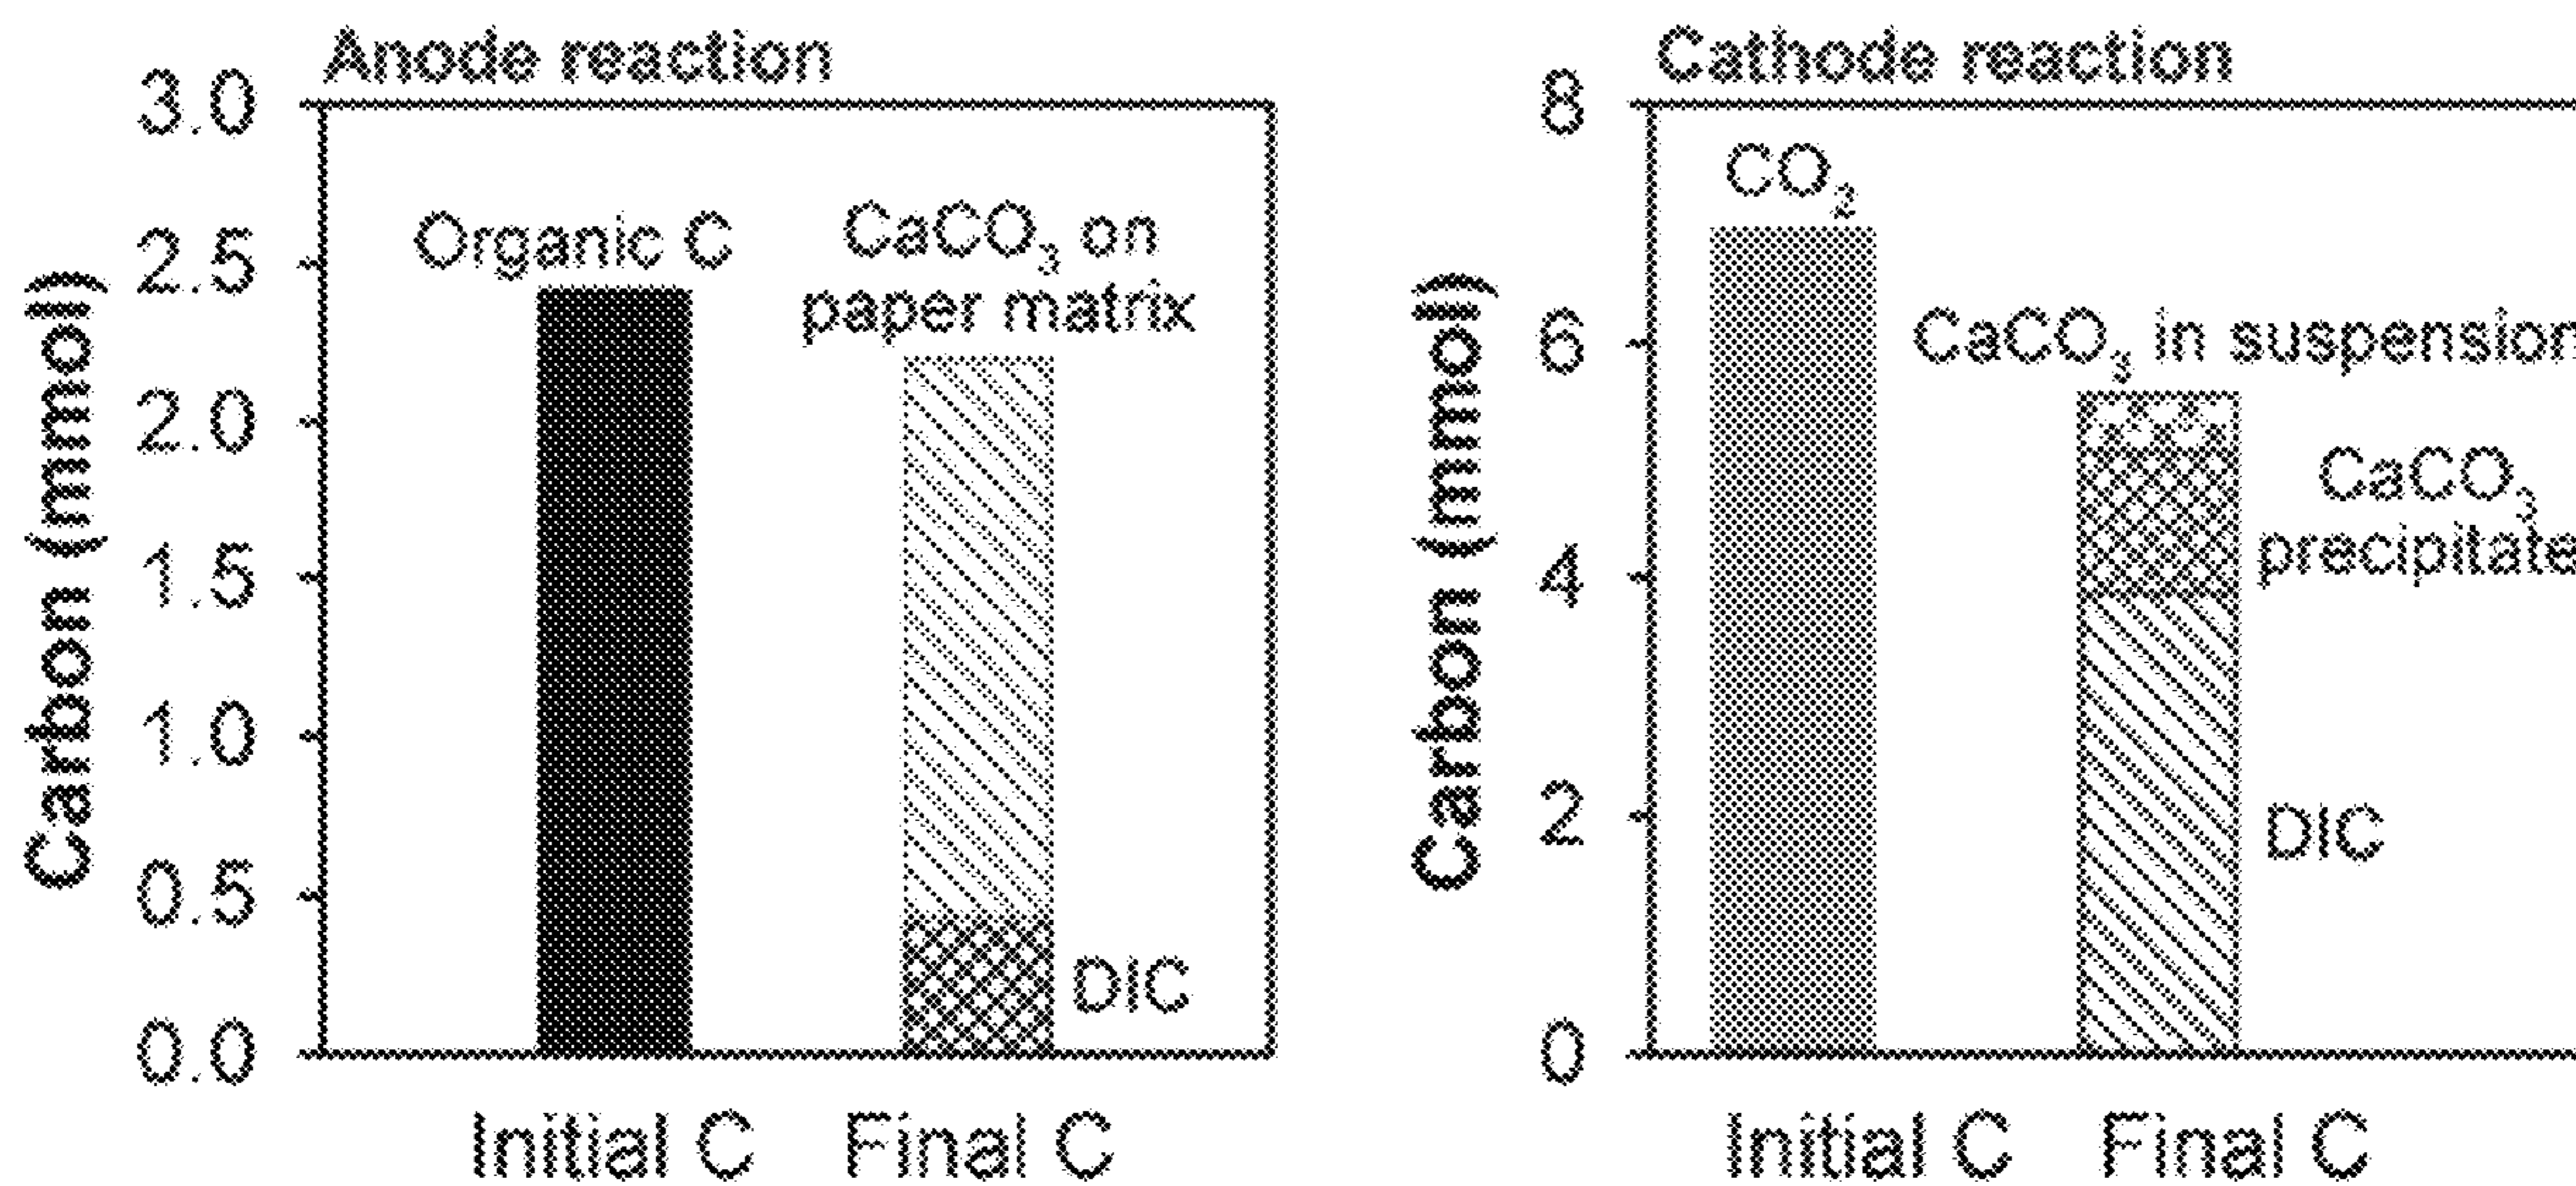 Anode reaction
Carbon (mmol)
3.0
2.5
2.0
1.5
1.0
0.5
0.0
Organic C
CaCO₃ on
paper matrix
DIC
Initial C
Final C
Cathode reaction
Carbon (mmol)
8
6
4
2
0
CO₂
CaCO₃ in suspension
CaCO₃
precipitate
DIC
Initial C
Final C